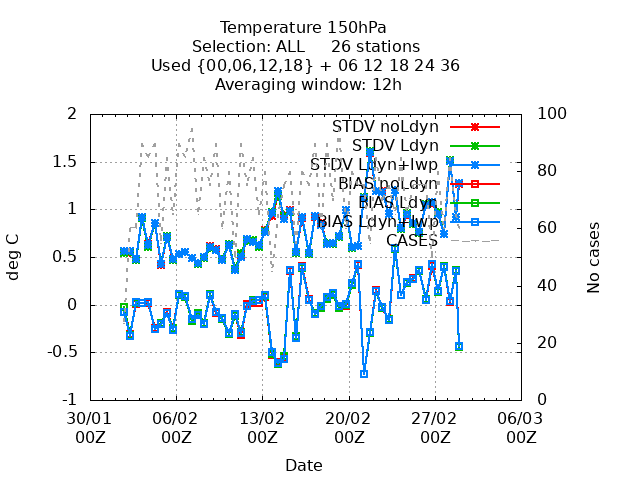 Temperature 150hPa
Selection: ALL 26 stations
Used {00,06,12,18} + 06 12 18 24 36
Averaging window: 12h
2
1.5
1
0.5
0
-0.5
-1
deg C
100
80
60
40
20
0
No cases
STDV noLdyn
STDV Ldyn
STDV Ldyn+lwp
BIAS noLdyn
BIAS Ldyn
BIAS Ldyn+lwp
CASES
30/01 06/02 13/02 20/02 27/02 06/03
00Z 00Z 00Z 00Z 00Z 00Z
Date